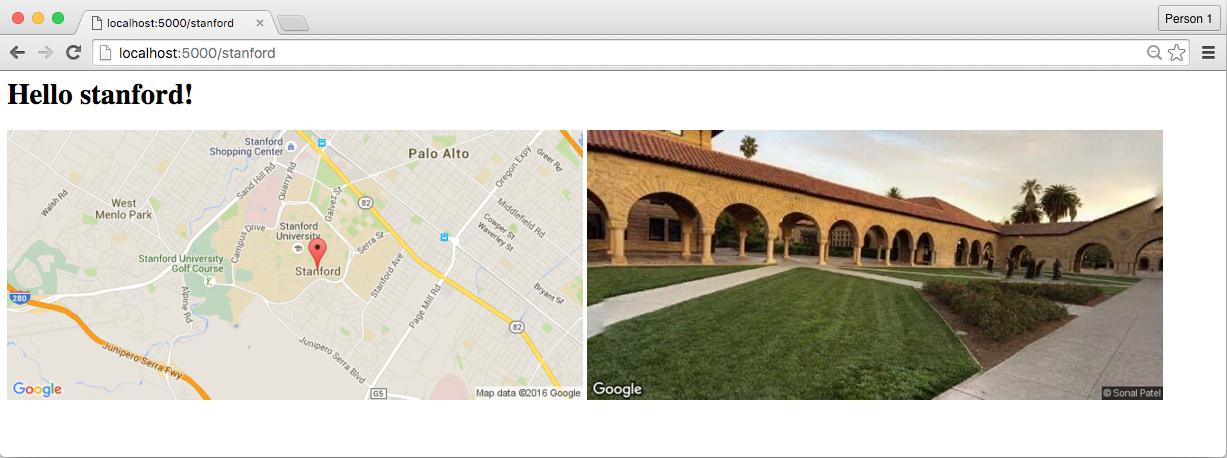 localhost:5000/stanford
Person 1
localhost:5000/stanford
Hello stanford!
Stanford
Shopping Center
Palo Alto
Oregon Expy
Greer Rd
Sand Hill Rd
Quarry Rd
Galvez St
Walsh Rd
West
Menlo Park
82
Middlefield Rd
Cowper St
Waverley St
Campus Drive
Stanford
University
Serra St
Stanford University
Golf Course
Stanford
Stanford Ave
280
Alpine Rd
Page Mill Rd
Bryant St
82
Junipero Serra Blvd
Junipero Serra Fwy
G5
Google
Map data ©2016 Google
Google
© Sonal Patel